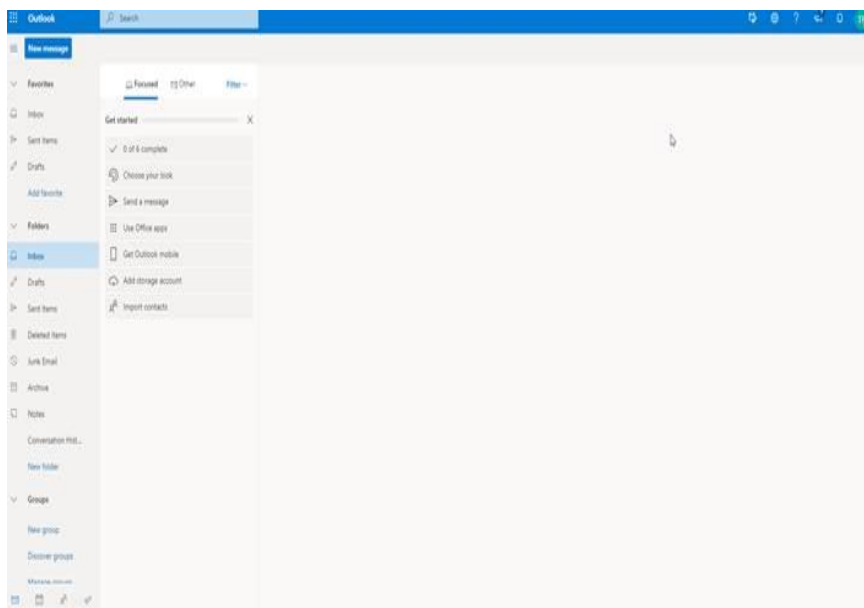 Outlook
Search
New message
Favorites
Inbox
Sent Items
Drafts
Add favorite
Folders
Inbox
Drafts
Sent Items
Deleted Items
Junk Email
Archive
Notes
Conversation Hist...
New folder
Groups
New group
Discover groups
Manage groups
Focused
Other
Filter
Get started
0 of 6 complete
Choose your look
Send a message
Use Office apps
Get Outlook mobile
Add storage account
Import contacts